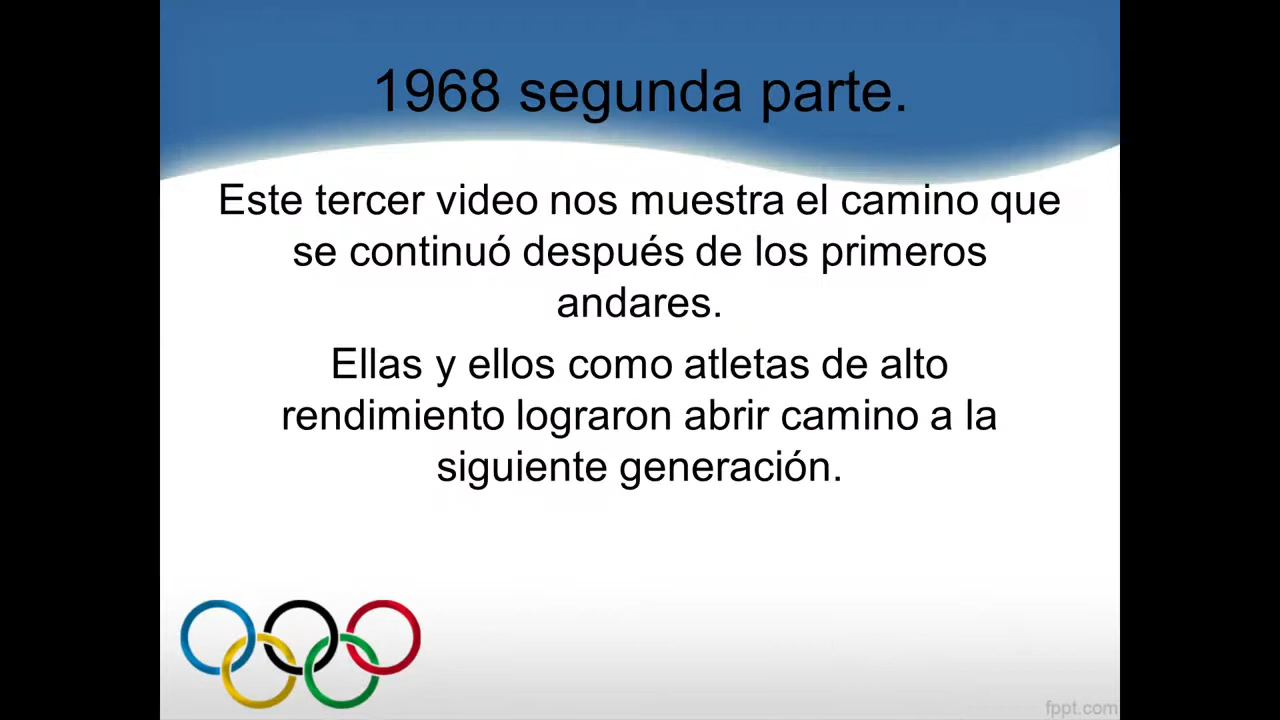 1968 segunda parte.
Este tercer video nos muestra el camino que
se continuó después de los primeros
andares.
Ellas y ellos como atletas de alto
rendimiento lograron abrir camino a la
siguiente generación.
fppt.com